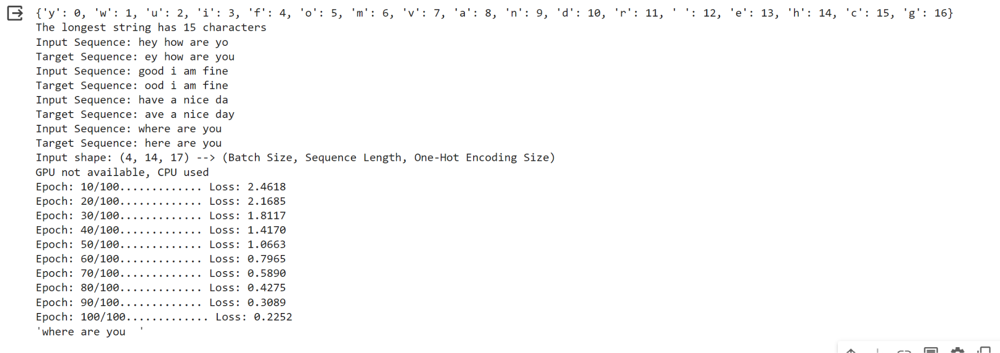 {'y': 0, 'w': 1, 'u': 2, 'i': 3, 'f': 4, 'o': 5, 'm': 6, 'v': 7, 'a': 8, 'n': 9, 'd': 10, 'r': 11, ' ': 12, 'e': 13, 'h': 14, 'c': 15, 'g': 16}
The longest string has 15 characters
Input Sequence: hey how are yo
Target Sequence: ey how are you
Input Sequence: good i am fine
Target Sequence: ood i am fine
Input Sequence: have a nice da
Target Sequence: ave a nice day
Input Sequence: where are you
Target Sequence: here are you
Input shape: (4, 14, 17) --> (Batch Size, Sequence Length, One-Hot Encoding Size)
GPU not available, CPU used
Epoch: 10/100............. Loss: 2.4618
Epoch: 20/100............. Loss: 2.1685
Epoch: 30/100............. Loss: 1.8117
Epoch: 40/100............. Loss: 1.4170
Epoch: 50/100............. Loss: 1.0663
Epoch: 60/100............. Loss: 0.7965
Epoch: 70/100............. Loss: 0.5890
Epoch: 80/100............. Loss: 0.4275
Epoch: 90/100............. Loss: 0.3089
Epoch: 100/100............. Loss: 0.2252
'where are you  '